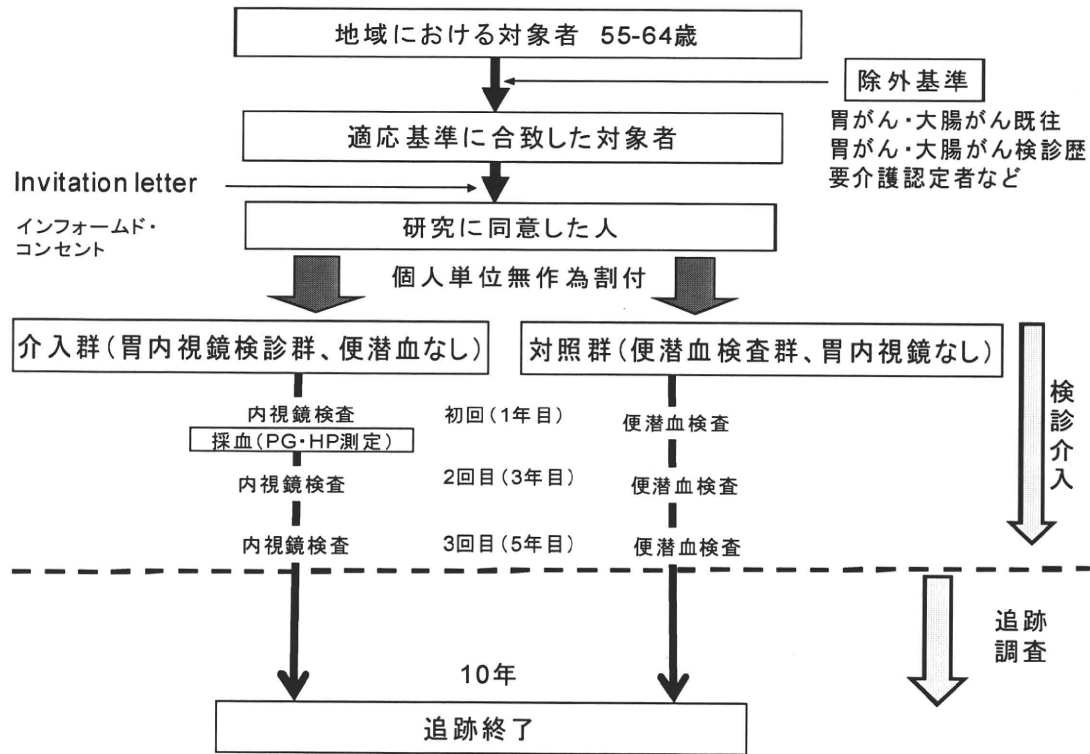 地域における対象者 55-64歳
除外基準
胃がん・大腸がん既往
胃がん・大腸がん検診歴
要介護認定者など
適応基準に合致した対象者
Invitation letter
インフォームド・
コンセント
研究に同意した人
個人単位無作為割付
介入群(胃内視鏡検診群、便潜血なし)
対照群(便潜血検査群、胃内視鏡なし)
内視鏡検査
初回(1年目)
便潜血検査
採血(PG・HP測定)
内視鏡検査
2回目(3年目)
便潜血検査
内視鏡検査
3回目(5年目)
便潜血検査
検診介入
追跡
調査
10年
追跡終了